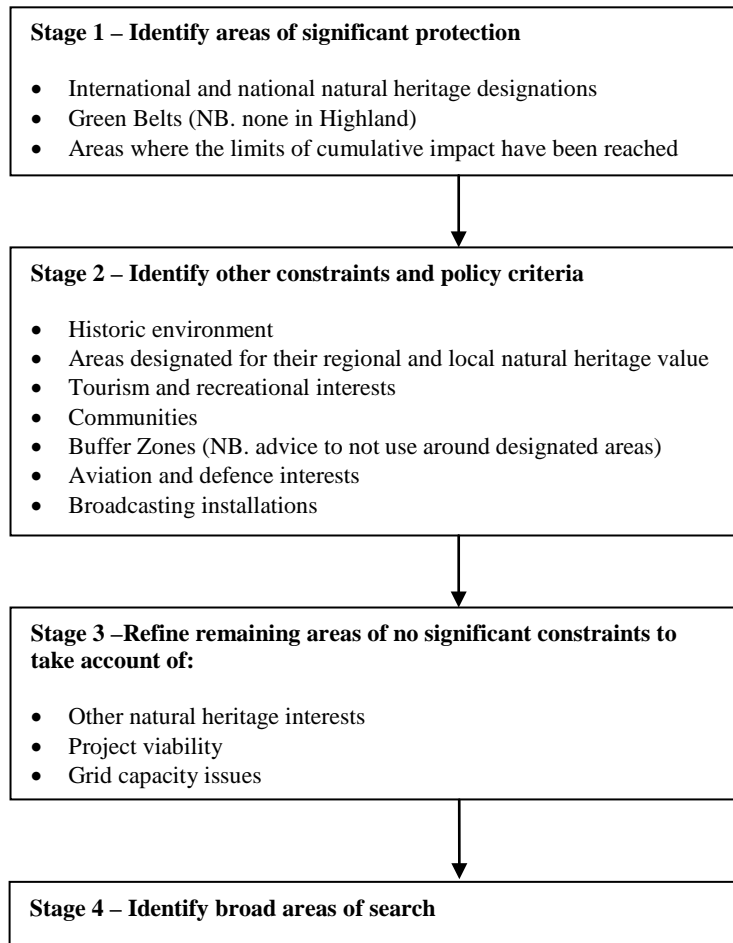 Stage 1 – Identify areas of significant protection
• International and national natural heritage designations
• Green Belts (NB. none in Highland)
• Areas where the limits of cumulative impact have been reached
Stage 2 – Identify other constraints and policy criteria
• Historic environment
• Areas designated for their regional and local natural heritage value
• Tourism and recreational interests
• Communities
• Buffer Zones (NB. advice to not use around designated areas)
• Aviation and defence interests
• Broadcasting installations
Stage 3 –Refine remaining areas of no significant constraints to
take account of:
• Other natural heritage interests
• Project viability
• Grid capacity issues
Stage 4 – Identify broad areas of search